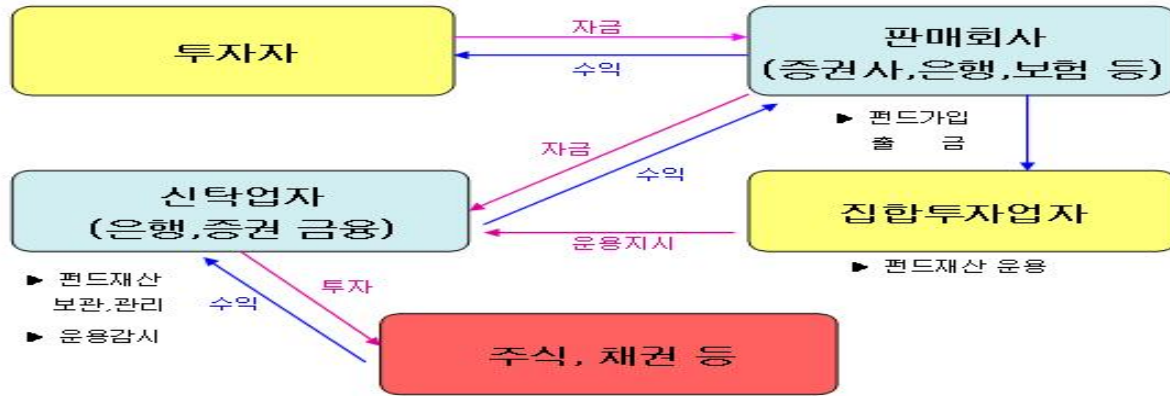 투자자
자금
수익
판매회사
(증권사,은행,보험 등)
▶ 펀드가입
출 금
자금
수익
신탁업자
(은행,증권 금융)
집합투자업자
운용지시
▶ 펀드재산 운용
▶ 펀드재산
보관,관리
▶ 운용감시
투자
수익
주식, 채권 등